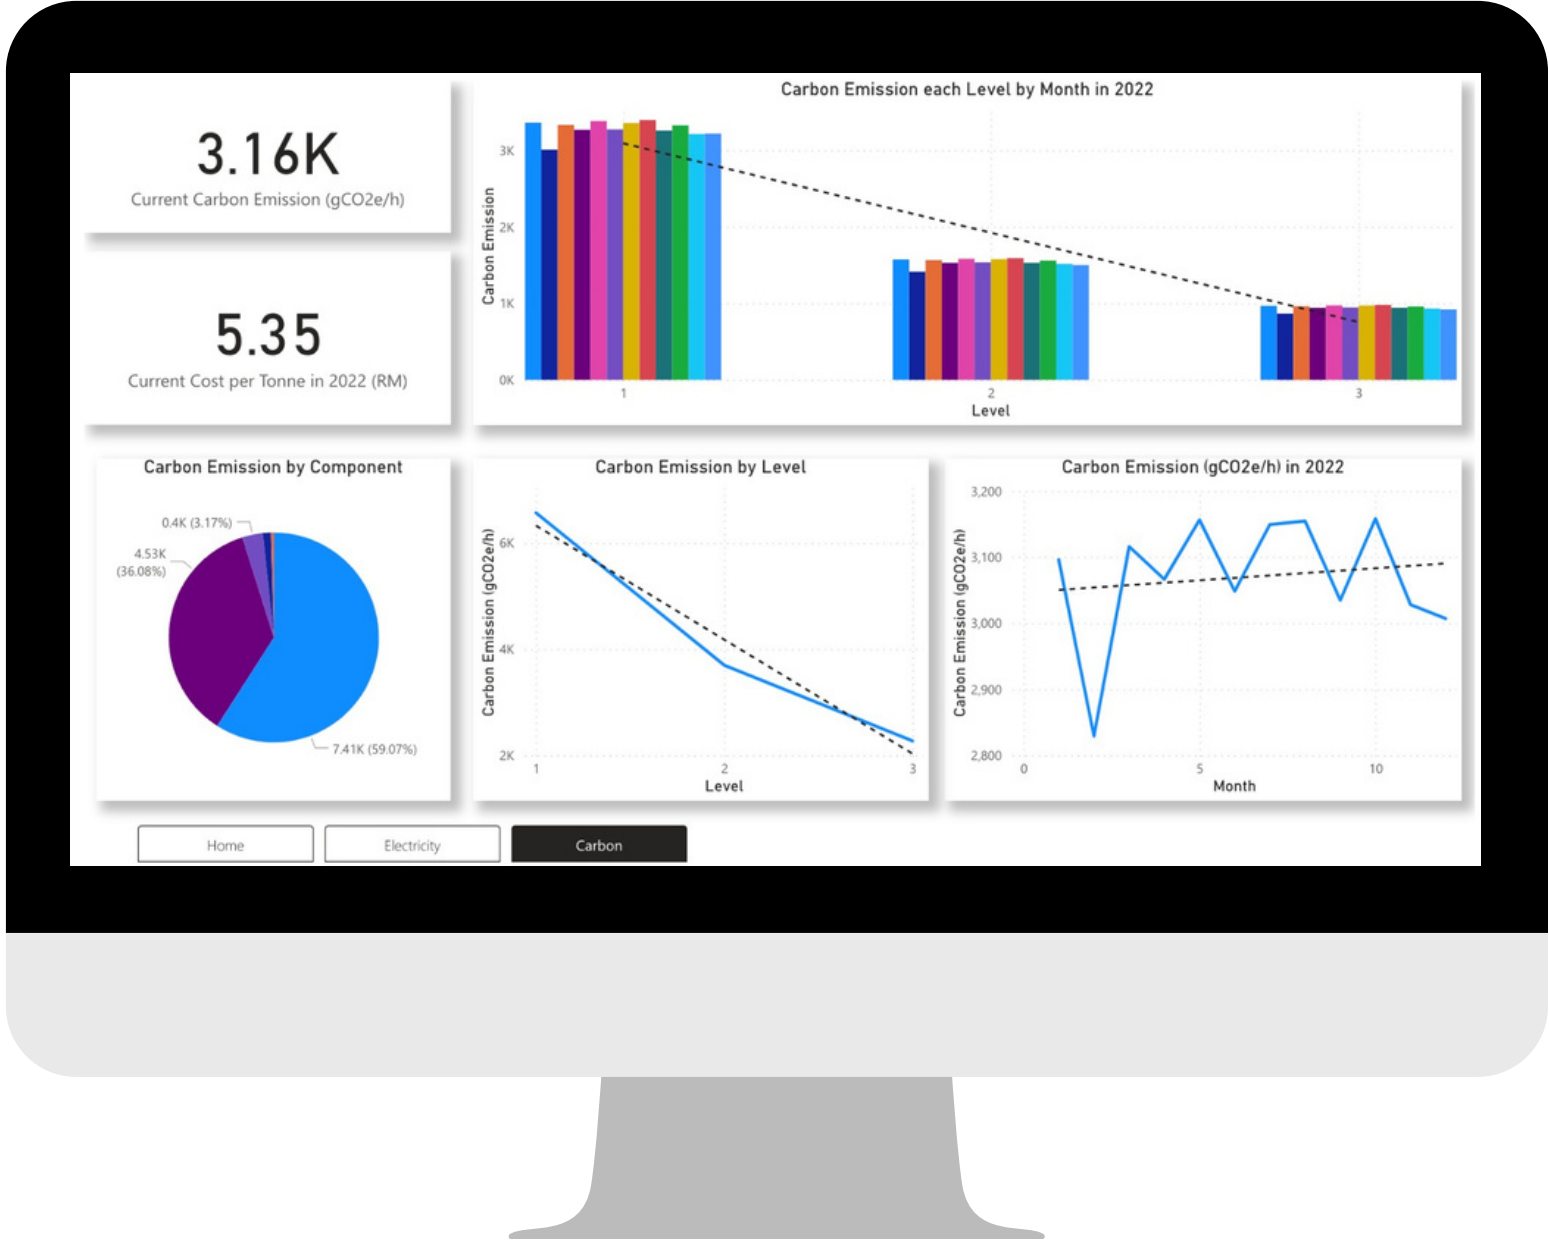 3.16K
Current Carbon Emission (gCO2e/h)
5.35
Current Cost per Tonne in 2022 (RM)
Carbon Emission each Level by Month in 2022
Carbon Emission
3K
2K
1K
0K
1
2
3
Level
Carbon Emission by Component
0.4K (3.17%)
4.53K
(36.08%)
7.41K (59.07%)
Carbon Emission by Level
Carbon Emission (gCO2e/h)
6K
4K
2K
1
2
3
Level
Carbon Emission (gCO2e/h) in 2022
Carbon Emission (gCO2e/h)
3,200
3,100
3,000
2,900
2,800
0
5
10
Month
Home
Electricity
Carbon